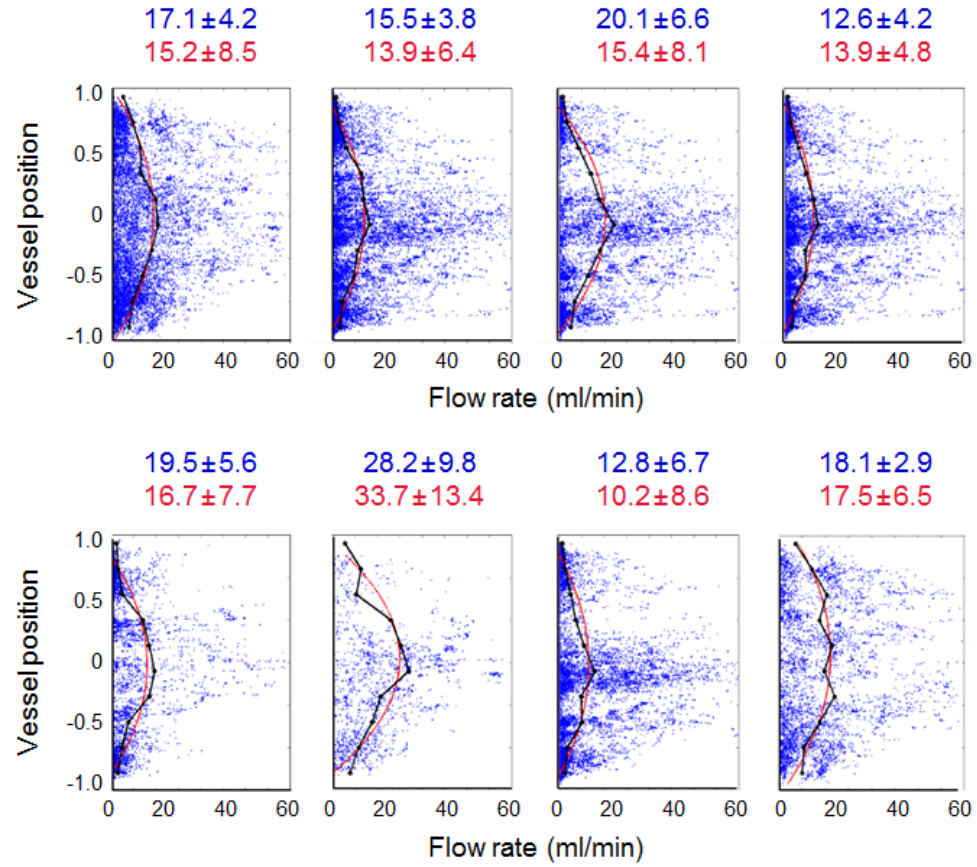 17.1±4.2 15.5±3.8 20.1±6.6 12.6±4.2
15.2±8.5 13.9±6.4 15.4±8.1 13.9±4.8
Vessel position
1.0
0.5
0
-0.5
-1.0
0 20 40 60 0 20 40 60 0 20 40 60 0 20 40 60
Flow rate (ml/min)
19.5±5.6 28.2±9.8 12.8±6.7 18.1±2.9
16.7±7.7 33.7±13.4 10.2±8.6 17.5±6.5
Vessel position
1.0
0.5
0
-0.5
-1.0
0 20 40 60 0 20 40 60 0 20 40 60 0 20 40 60
Flow rate (ml/min)